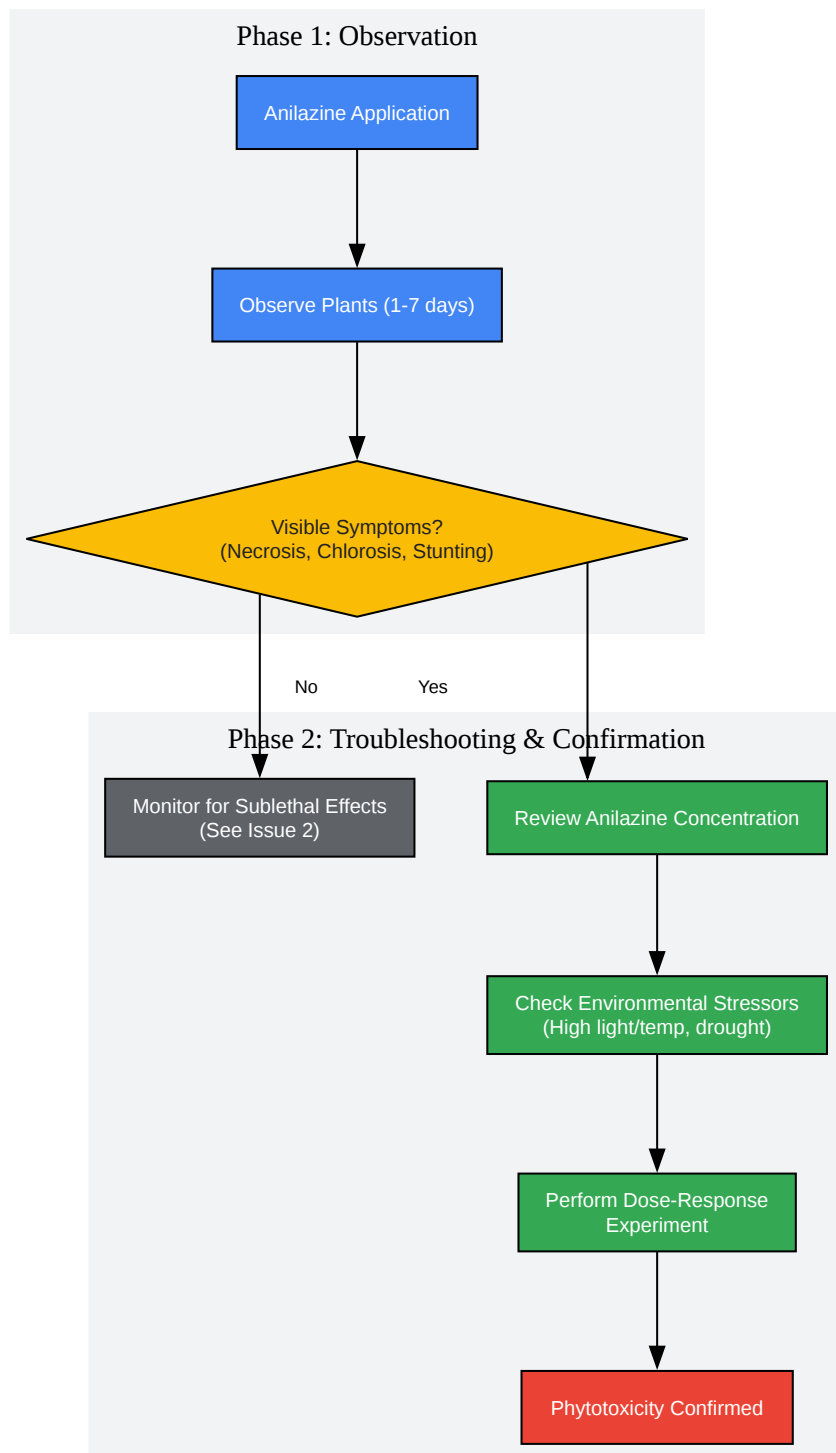 Phase 1: Observation
Anilazine Application
Observe Plants (1-7 days)
Visible Symptoms?
(Necrosis, Chlorosis, Stunting)
No
Yes
Phase 2: Troubleshooting & Confirmation
Monitor for Sublethal Effects
(See Issue 2)
Review Anilazine Concentration
Check Environmental Stressors
(High light/temp, drought)
Perform Dose-Response
Experiment
Phytotoxicity Confirmed